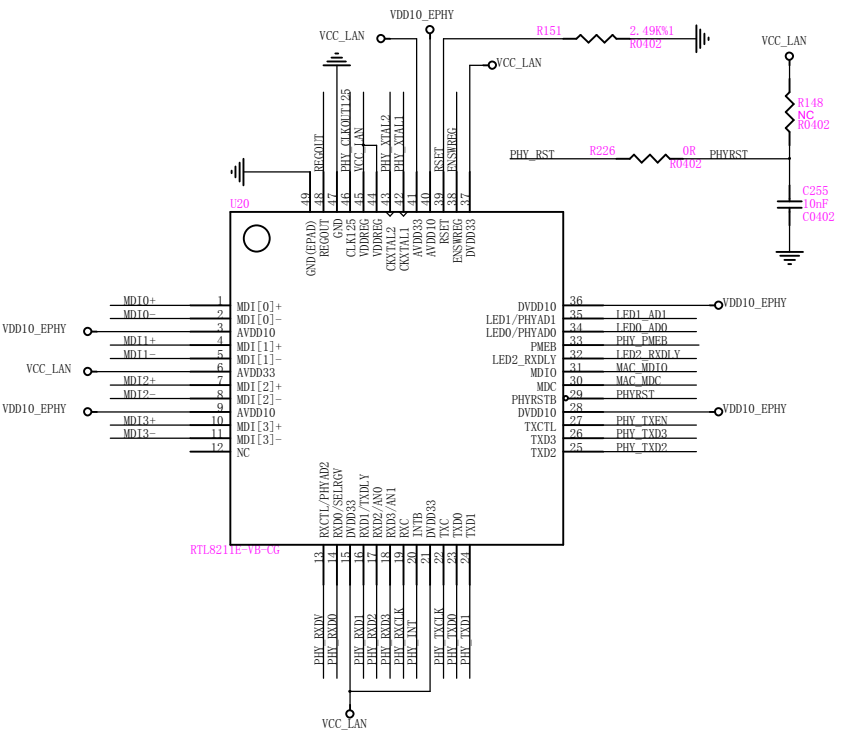 VDD10_EPHY
VCC_LAN
R151
2.49K%1
R0402
VCC_LAN
VCC_LAN
R148
NC
R0402
PHY_RST
R226
0R
R0402
PHYRST
C255
10nF
C0402
REGOUT
PHY_CLKOUT125
VCC_LAN
PHY_XTAL2
PHY_XTAL1
RSET
ENSWREG
49
48
47
46
45
44
43
42
41
40
39
38
37
U20
GND(EPAD)
REGOUT
GND
CLK125
VDDREG
VDDREG
CKXTAL2
CKXTAL1
AVDD33
AVDD10
RSET
ENSWREG
DVDD33
MDI0+ 1 MDI[0]+
MDI0- 2 MDI[0]-
VDD10_EPHY 3 AVDD10
MDI1+ 4 MDI[1]+
MDI1- 5 MDI[1]-
VCC_LAN 6 AVDD33
MDI2+ 7 MDI[2]+
MDI2- 8 MDI[2]-
VDD10_EPHY 9 AVDD10
MDI3+ 10 MDI[3]+
MDI3- 11 MDI[3]-
12 NC
DVDD10 36 VDD10_EPHY
LED1/PHYAD1 35 LED1_AD1
LED0/PHYAD0 34 LED0_AD0
PMEB 33 PHY_PMEB
LED2_RXDLY 32 LED2_RXDLY
MDIO 31 MAC_MDIO
MDC 30 MAC_MDC
PHYRSTB 29 PHYRST
DVDD10 28 VDD10_EPHY
TXCTL 27 PHY_TXEN
TXD3 26 PHY_TXD3
TXD2 25 PHY_TXD2
RXCTL/PHYAD2
RXD0/SELRGV
DVDD33
RXD1/TXDLY
RXD2/AN0
RXD3/AN1
RXC
INTB
DVDD33
TXC
TXD0
TXD1
RTL8211E-VB-CG
13
14
15
16
17
18
19
20
21
22
23
24
PHY_RXDV
PHY_RXD0
PHY_RXD1
PHY_RXD2
PHY_RXD3
PHY_RXCLK
PHY_INT
PHY_TXCLK
PHY_TXD0
PHY_TXD1
VCC_LAN